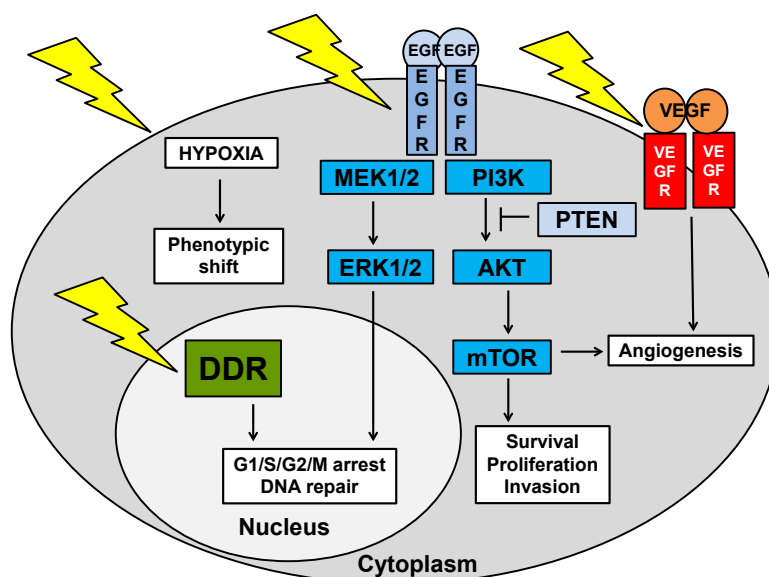 EGF EGF
E
G
F
R
E
G
F
R
VEGF
VE
GF
R
VE
GF
R
HYPOXIA
MEK1/2
PI3K
PTEN
Phenotypic
shift
ERK1/2
AKT
DDR
mTOR
Angiogenesis
G1/S/G2/M arrest
DNA repair
Survival
Proliferation
Invasion
Nucleus
Cytoplasm